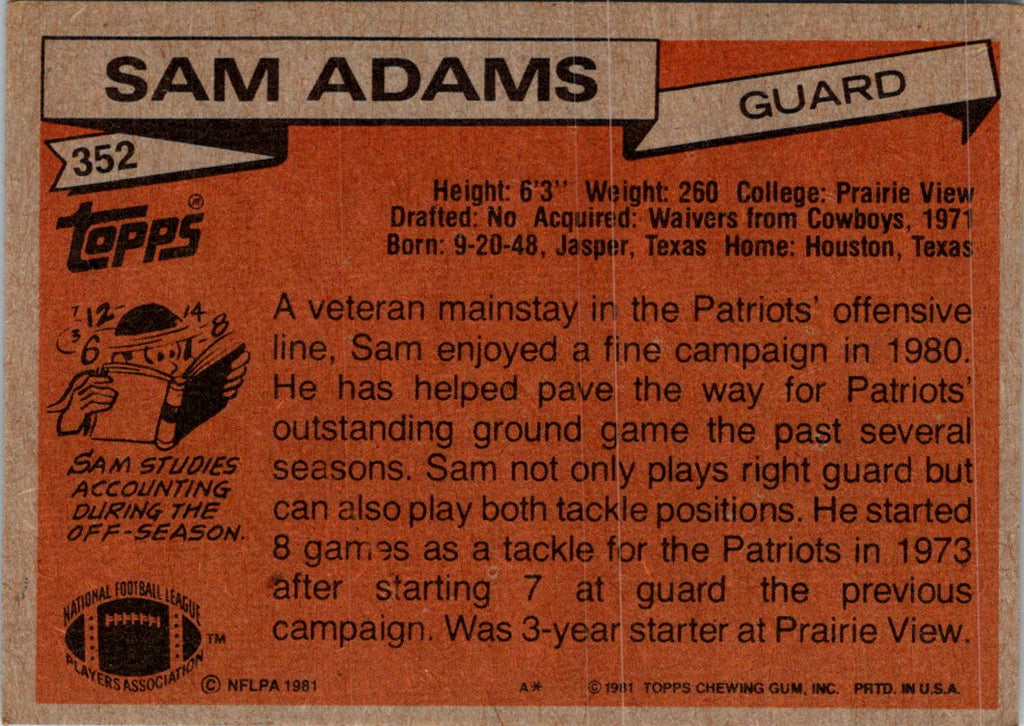 SAM ADAMS
GUARD
352
TOPPS®
Height: 6'3" Weight: 260 College: Prairie View
Drafted: No Acquired: Waivers from Cowboys, 1971
Born: 9-20-48, Jasper, Texas Home: Houston, Texas
7 12 14
3 6 8
SAM STUDIES
ACCOUNTING
DURING THE
OFF-SEASON.
A veteran mainstay in the Patriots' offensive
line, Sam enjoyed a fine campaign in 1980.
He has helped pave the way for Patriots'
outstanding ground game the past several
seasons. Sam not only plays right guard but
can also play both tackle positions. He started
8 games as a tackle for the Patriots in 1973
after starting 7 at guard the previous
campaign. Was 3-year starter at Prairie View.
NATIONAL FOOTBALL LEAGUE
PLAYERS ASSOCIATION
TM
© NFLPA 1981
A*
© 1981 TOPPS CHEWING GUM, INC. PRTD. IN U.S.A.